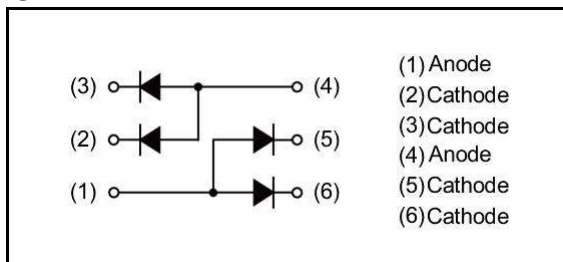 (3) (4)
(2) (5)
(1) (6)
(1) Anode
(2) Cathode
(3) Cathode
(4) Anode
(5) Cathode
(6) Cathode